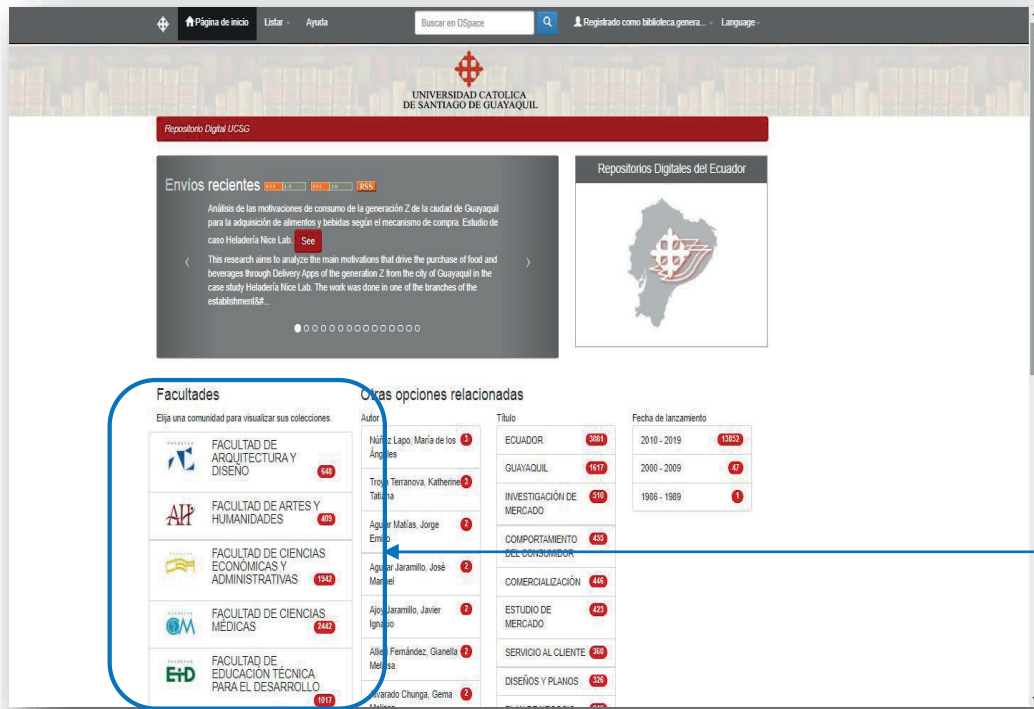 Página de inicio Listar Ayuda Buscar en DSpace Registrado como biblioteca genera... Language
UNIVERSIDAD CATOLICA
DE SANTIAGO DE GUAYAQUIL
Repositorio Digital UCSG
Envíos recientes RSS
Análisis de las motivaciones de consumo de la generación Z de la ciudad de Guayaquil
para la adquisición de alimentos y bebidas según el mecanismo de compra. Estudio de
caso Heladería Nice Lab. See
This research aims to analyze the main motivations that drive the purchase of food and
beverages through Delivery Apps of the generation Z from the city of Guayaquil in the
case study Heladería Nice Lab. The work was done in one of the branches of the
establishment&#...
Repositorios Digitales del Ecuador
Facultades
Elija una comunidad para visualizar sus colecciones.
FACULTAD DE
ARQUITECTURA Y
DISEÑO 648
FACULTAD DE ARTES Y
HUMANIDADES 409
FACULTAD DE CIENCIAS
ECONÓMICAS Y
ADMINISTRATIVAS 1942
FACULTAD DE CIENCIAS
MÉDICAS 2442
FACULTAD DE
EDUCACIÓN TÉCNICA
PARA EL DESARROLLO
1017
Otras opciones relacionadas
Autor
Núñez Lapo, María de los 3
Ángeles
Troya Terranova, Katherine 3
Tatiana
Aguilar Matías, Jorge 2
Emilio
Aguilar Jaramillo, José 2
Manuel
Ajoy Jaramillo, Javier 2
Ignacio
Fernández, Gianella 2
Melissa
Alvarado Chunga, Gema 2
Título
ECUADOR 3081
GUAYAQUIL 1617
INVESTIGACIÓN DE 510
MERCADO
COMPORTAMIENTO 455
DEL CONSUMIDOR
COMERCIALIZACIÓN 446
ESTUDIO DE 423
MERCADO
SERVICIO AL CLIENTE 360
DISEÑOS Y PLANOS 326
Fecha de lanzamiento
2010 - 2019 13052
2000 - 2009 47
1986 - 1989 1